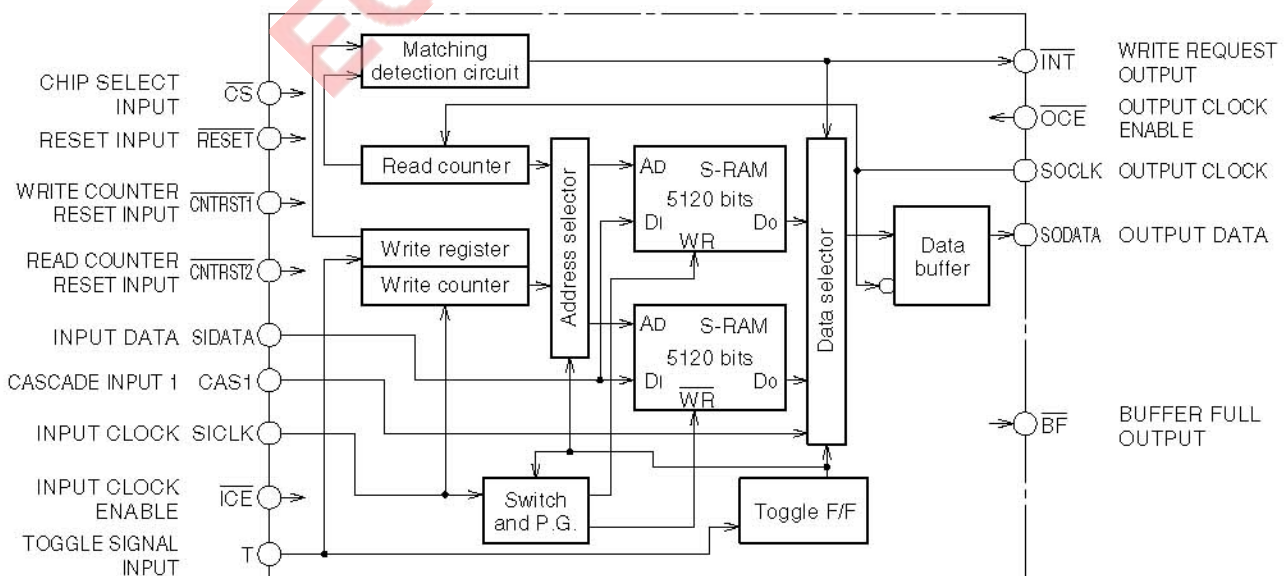 CHIP SELECT
INPUT
CS
RESET INPUT
RESET
WRITE COUNTER
RESET INPUT
CNTRST1
READ COUNTER
RESET INPUT
CNTRST2
INPUT DATA SIDATA
CASCADE INPUT 1 CAS1
INPUT CLOCK SICLK
INPUT CLOCK
ENABLE
ICE
TOGGLE SIGNAL
INPUT
T
Matching
detection circuit
Read counter
Write register
Write counter
Address selector
AD S-RAM
5120 bits
DI DO
WR
AD S-RAM
5120 bits
DI DO
WR
Switch
and P.G.
Toggle F/F
Data selector
Data
buffer
INT
WRITE REQUEST
OUTPUT
OCE
OUTPUT CLOCK
ENABLE
SOCLK OUTPUT CLOCK
SODATA OUTPUT DATA
BF
BUFFER FULL
OUTPUT